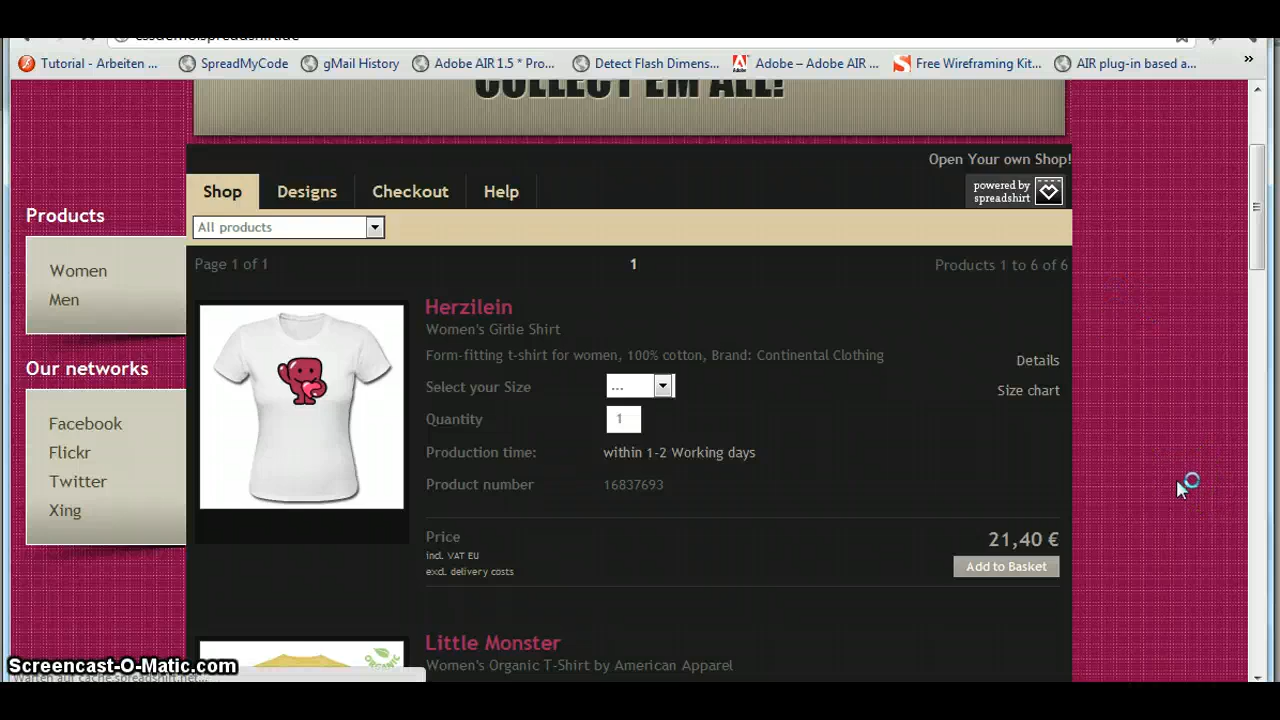 Tutorial - Arbeiten ... SpreadMyCode gMail History Adobe AIR 1.5 * Pro... Detect Flash Dimens... Adobe – Adobe AIR ... Free Wireframing Kit... AIR plug-in based a... »
COLLECT 'EM ALL!
Open Your own Shop!
Shop Designs Checkout Help
powered by
spreadshirt
Products
All products
Page 1 of 1 1 Products 1 to 6 of 6
Women
Men
Herzilein
Women's Girlie Shirt
Form-fitting t-shirt for women, 100% cotton, Brand: Continental Clothing
Details
Our networks
Select your Size ...
Size chart
Facebook
Quantity 1
Flickr
Production time: within 1-2 Working days
Twitter
Product number 16837693
Xing
Price 21,40 €
incl. VAT EU
Add to Basket
excl. delivery costs
Little Monster
ORGANIC
Women's Organic T-Shirt by American Apparel
Screencast-O-Matic.com